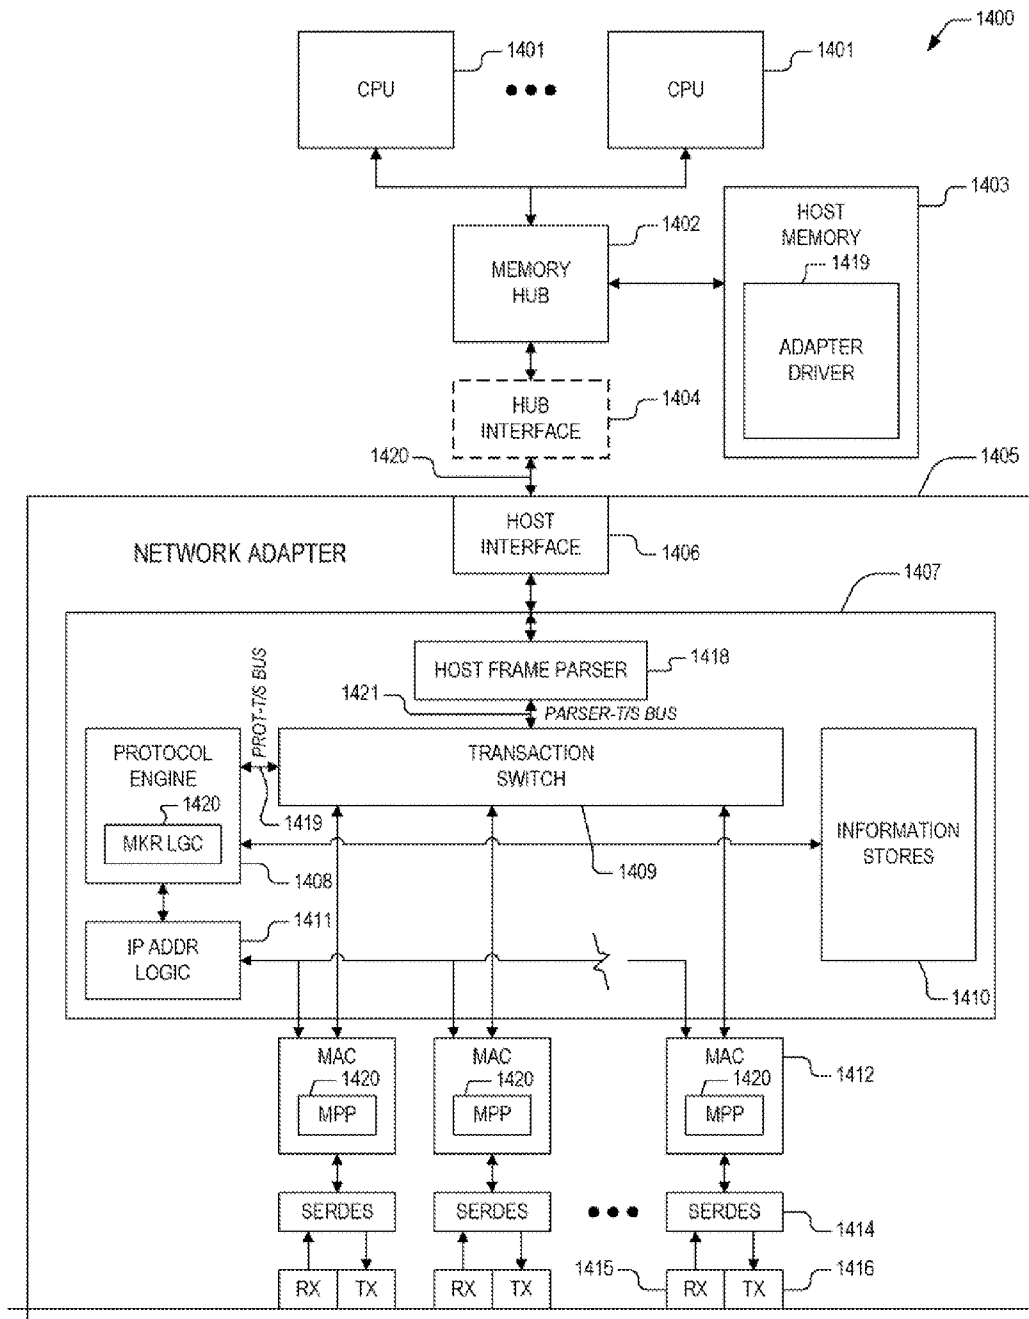 1400
1401
1401
CPU
CPU
1402
1403
HOST
MEMORY
1419
MEMORY
HUB
ADAPTER
DRIVER
HUB
INTERFACE
1404
1420
1405
HOST
INTERFACE
1406
NETWORK ADAPTER
1407
HOST FRAME PARSER
1418
1421
PARSER-T/S BUS
PROT-T/S BUS
PROTOCOL
ENGINE
TRANSACTION
SWITCH
1420
MKR LGC
1419
1408
1409
INFORMATION
STORES
1411
IP ADDR
LOGIC
1410
MAC
MAC
MAC
1412
1420
1420
1420
MPP
MPP
MPP
SERDES
SERDES
SERDES
1414
1415
1416
RX
TX
RX
TX
RX
TX